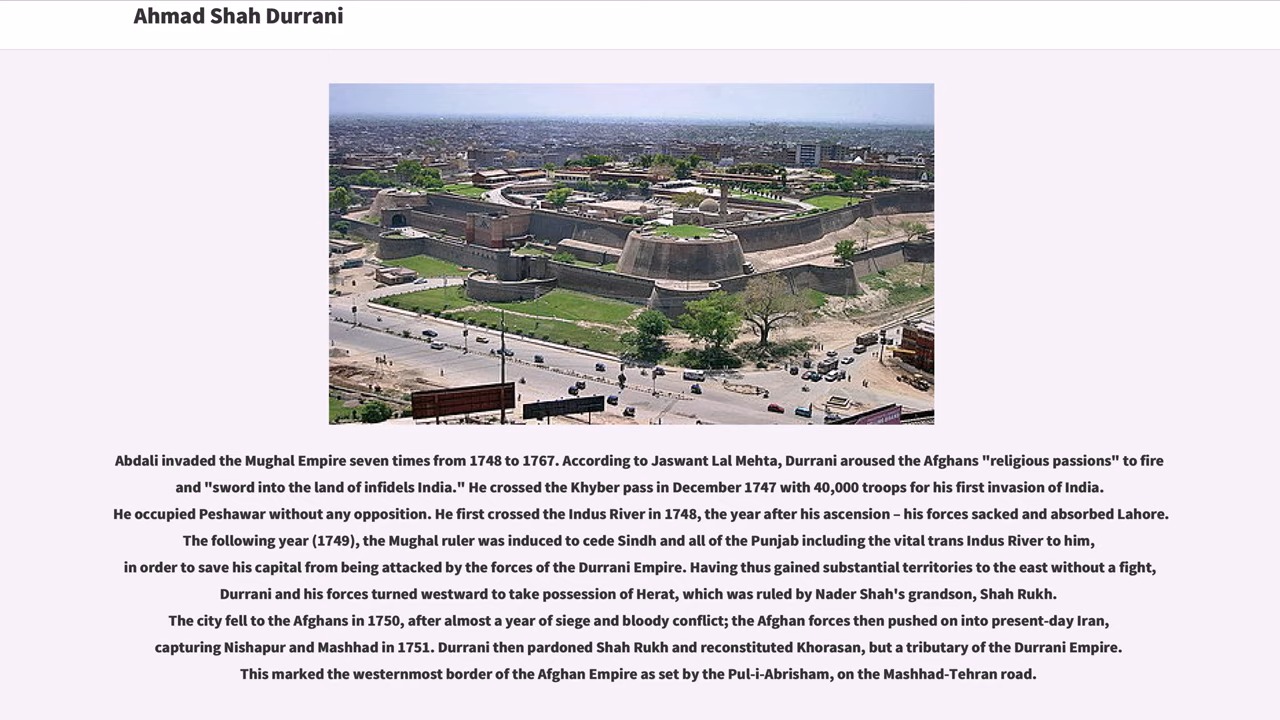 Ahmad Shah Durrani
Abdali invaded the Mughal Empire seven times from 1748 to 1767. According to Jaswant Lal Mehta, Durrani aroused the Afghans "religious passions" to fire
and "sword into the land of infidels India." He crossed the Khyber pass in December 1747 with 40,000 troops for his first invasion of India.
He occupied Peshawar without any opposition. He first crossed the Indus River in 1748, the year after his ascension – his forces sacked and absorbed Lahore.
The following year (1749), the Mughal ruler was induced to cede Sindh and all of the Punjab including the vital trans Indus River to him,
in order to save his capital from being attacked by the forces of the Durrani Empire. Having thus gained substantial territories to the east without a fight,
Durrani and his forces turned westward to take possession of Herat, which was ruled by Nader Shah's grandson, Shah Rukh.
The city fell to the Afghans in 1750, after almost a year of siege and bloody conflict; the Afghan forces then pushed on into present-day Iran,
capturing Nishapur and Mashhad in 1751. Durrani then pardoned Shah Rukh and reconstituted Khorasan, but a tributary of the Durrani Empire.
This marked the westernmost border of the Afghan Empire as set by the Pul-i-Abrisham, on the Mashhad-Tehran road.